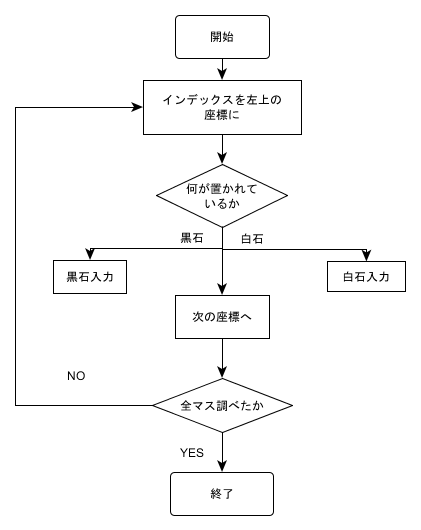 開始
インデックスを左上の
座標に
何が置かれて
いるか
黒石
白石
黒石入力
白石入力
次の座標へ
NO
全マス調べたか
YES
終了